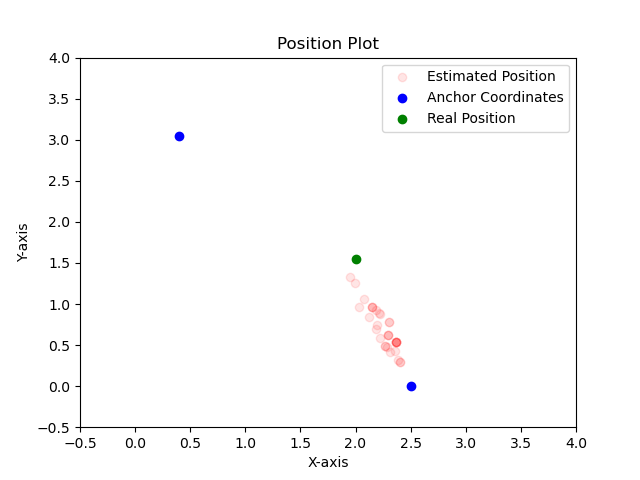 Position Plot
Estimated Position
Anchor Coordinates
Real Position
Y-axis
4.0
3.5
3.0
2.5
2.0
1.5
1.0
0.5
0.0
−0.5
−0.5 0.0 0.5 1.0 1.5 2.0 2.5 3.0 3.5 4.0
X-axis